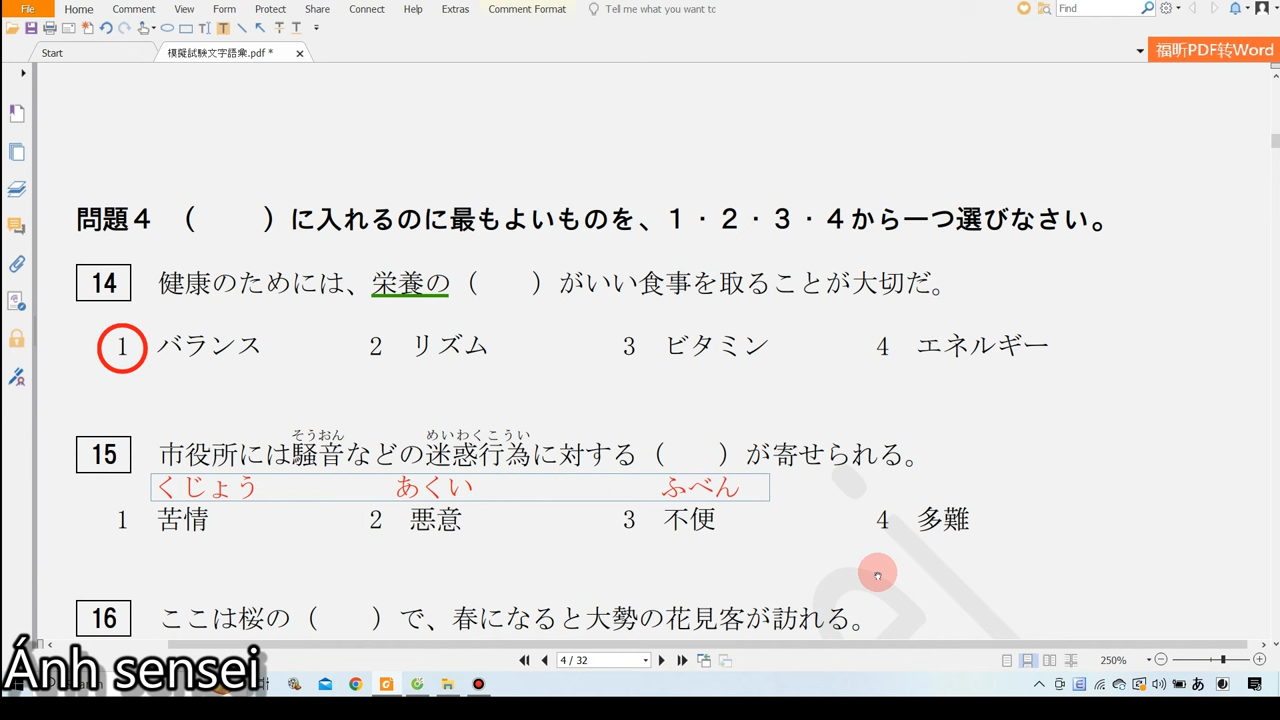 File Home Comment View Form Protect Share Connect Help Extras Comment Format Tell me what you want to Find
Start 模擬試験文字語彙.pdf * 福昕PDF转Word
問題４ （　　）に入れるのに最もよいものを、１・２・３・４から一つ選びなさい。
14 健康のためには、栄養の（　　）がいい食事を取ることが大切だ。
1 バランス 2 リズム 3 ビタミン 4 エネルギー
そうおん めいわくこうい
15 市役所には騒音などの迷惑行為に対する（　　）が寄せられる。
くじょう あくい ふべん
1 苦情 2 悪意 3 不便 4 多難
16 ここは桜の（　　）で、春になると大勢の花見客が訪れる。
4 / 32 250%
Ánh sensei
あ